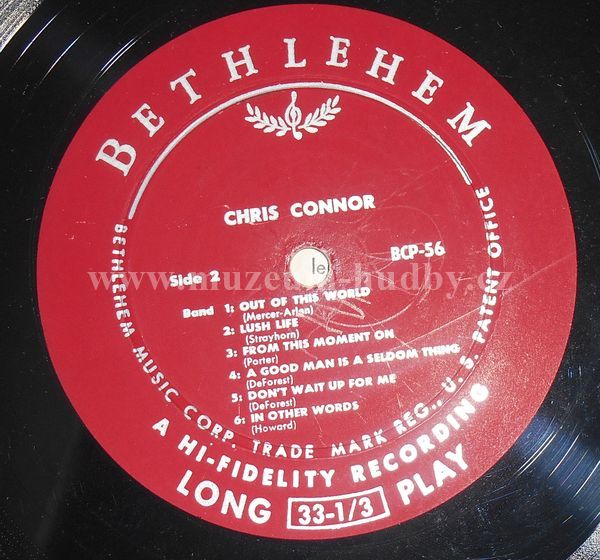 BETHLEHEM
CHRIS CONNOR
BCP-56
Side 2
le
www.muzeum-hudby.cz
Band 1: OUT OF THIS WORLD
(Mercer-Arlen)
2: LUSH LIFE
(Strayhorn)
3: FROM THIS MOMENT ON
(Porter)
4: A GOOD MAN IS A SELDOM THING
(DeForest)
5: DON'T WAIT UP FOR ME
(DeForest)
6: IN OTHER WORDS
(Howard)
BETHLEHEM MUSIC CORP. TRADE MARK REG., U. S. PATENT OFFICE
A HI-FIDELITY RECORDING
LONG 33-1/3 PLAY